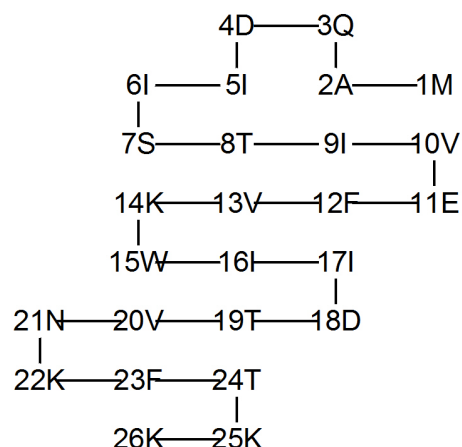 4D 3Q
6I 5I 2A 1M
7S 8T 9I 10V
14K 13V 12F 11E
15W 16I 17I
21N 20V 19T 18D
22K 23F 24T
26K 25K